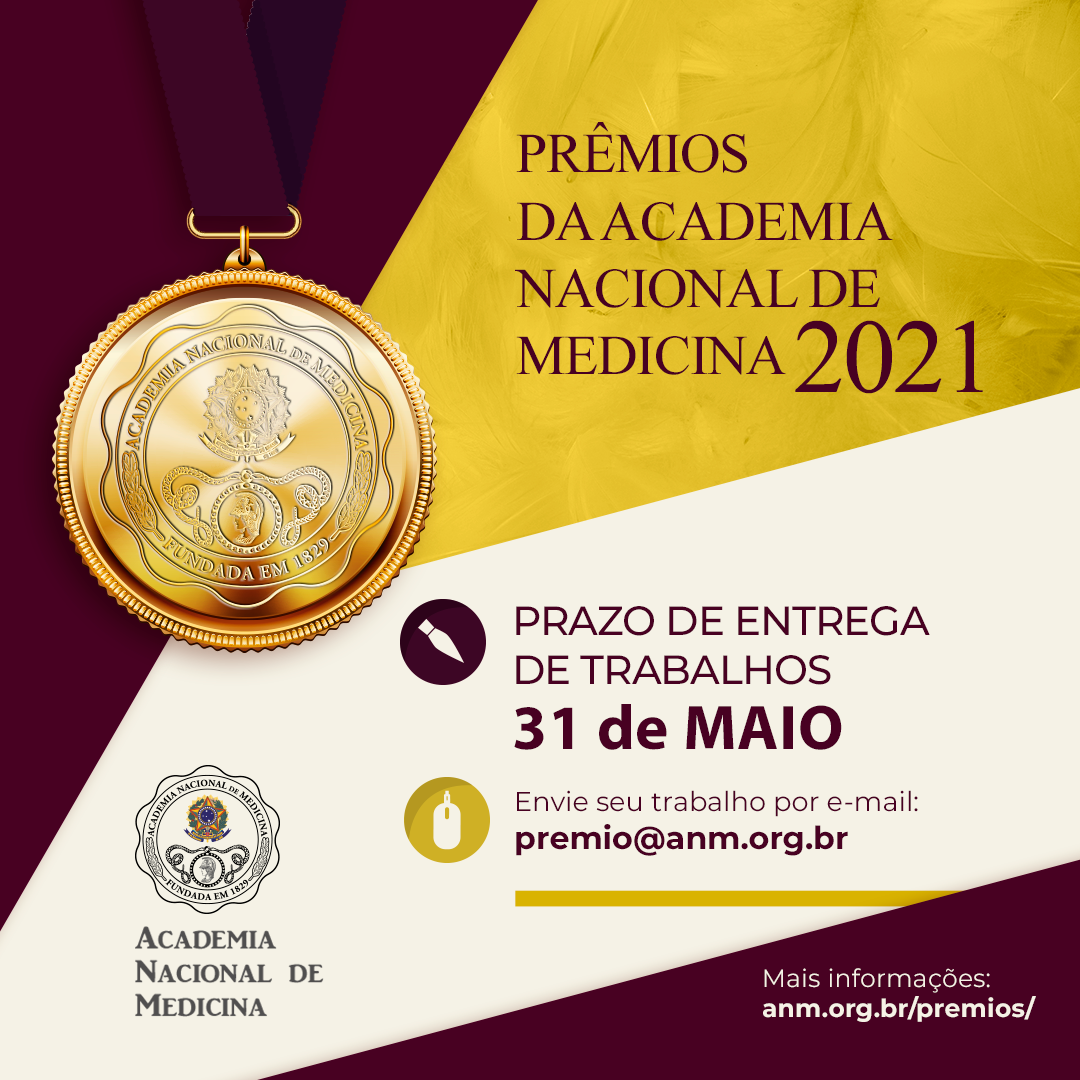 PRÊMIOS
DA ACADEMIA
NACIONAL DE
MEDICINA 2021
ACADEMIA NACIONAL DE MEDICINA
FUNDADA EM 1829
PRAZO DE ENTREGA
DE TRABALHOS
31 de MAIO
Envie seu trabalho por e-mail:
premio@anm.org.br
ACADEMIA NACIONAL DE MEDICINA
FUNDADA EM 1829
ACADEMIA
NACIONAL DE
MEDICINA
Mais informações:
anm.org.br/premios/